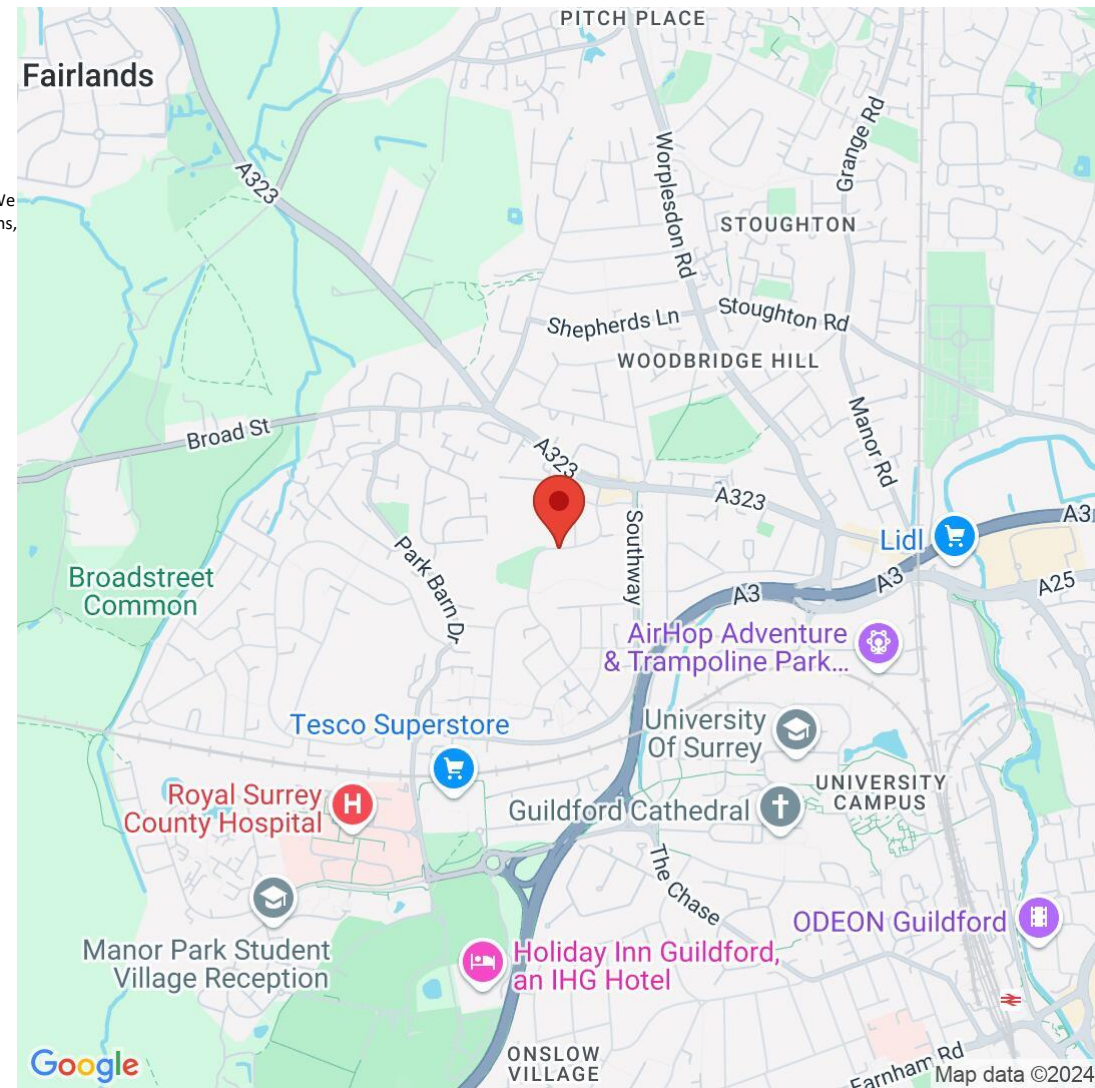 PITCH PLACE
Fairlands
A323
Worplesdon Rd
Grange Rd
STOUGHTON
Shepherds Ln
Stoughton Rd
WOODBRIDGE HILL
Broad St
A323
Manor Rd
A323
Southway
Lidl
A3
Park Barn Dr
Broadstreet
Common
A3
A3
A25
AirHop Adventure
& Trampoline Park...
Tesco Superstore
University
Of Surrey
Royal Surrey
County Hospital
H
UNIVERSITY
CAMPUS
Guildford Cathedral
The Chase
ODEON Guildford
Manor Park Student
Village Reception
Holiday Inn Guildford,
an IHG Hotel
ONSLOW
VILLAGE
Farnham Rd
Google
Map data ©2024